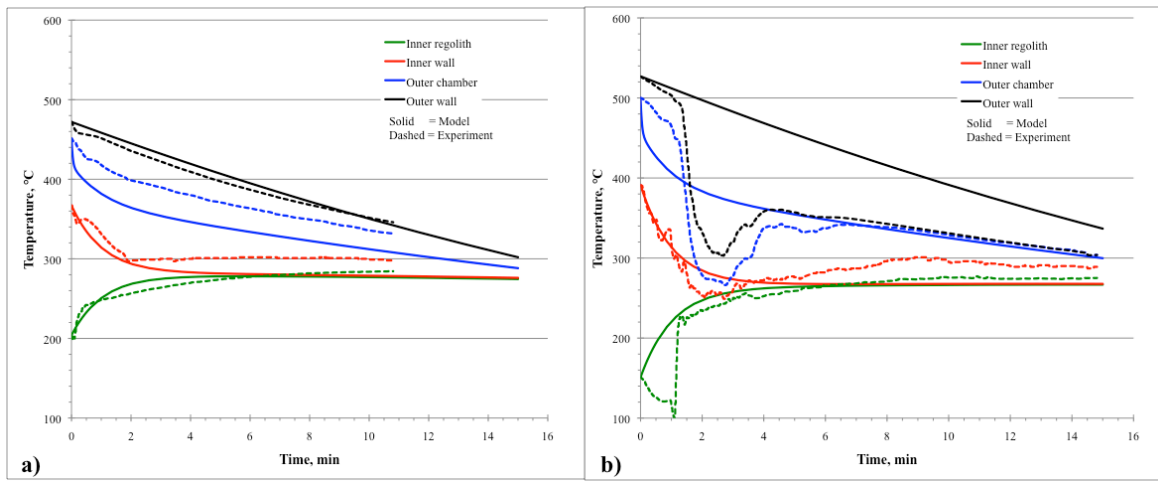 600
500
400
300
200
100
Temperature, °C
0
2
4
6
8
10
12
14
16
Time, min
Inner regolith
Inner wall
Outer chamber
Outer wall
Solid = Model
Dashed = Experiment
a)
600
500
400
300
200
100
Temperature, °C
0
2
4
6
8
10
12
14
16
Time, min
Inner regolith
Inner wall
Outer chamber
Outer wall
Solid = Model
Dashed = Experiment
b)